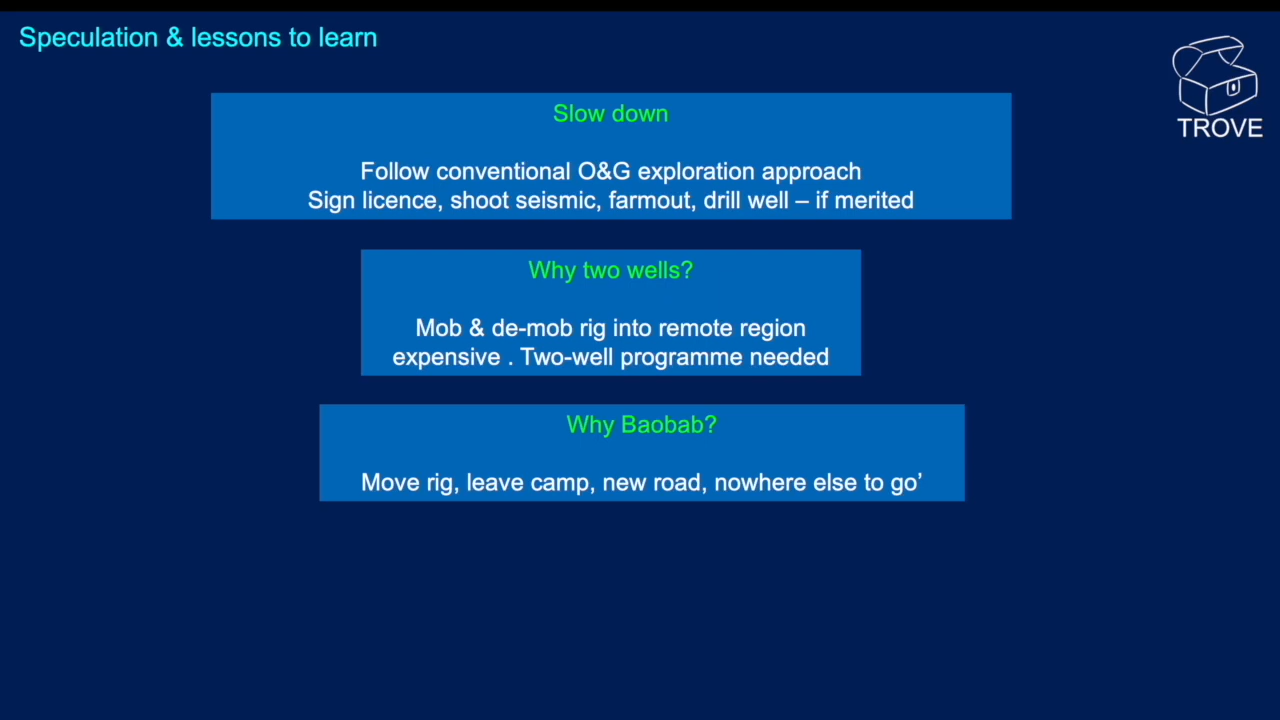 Speculation & lessons to learn
TROVE
Slow down
Follow conventional O&G exploration approach
Sign licence, shoot seismic, farmout, drill well – if merited
Why two wells?
Mob & de-mob rig into remote region
expensive . Two-well programme needed
Why Baobab?
Move rig, leave camp, new road, nowhere else to go’